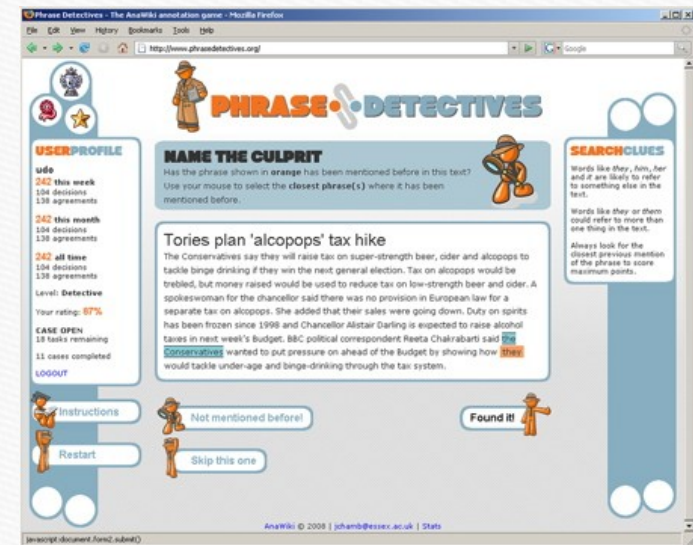 Phrase Detectives - The AnaWiki annotation game - Mozilla Firefox
File Edit View History Bookmarks Tools Help
http://www.phrasedetectives.org/
Google
PHRASE DETECTIVES
USERPROFILE
udo
242 this week
104 decisions
138 agreements
242 this month
104 decisions
138 agreements
242 all time
104 decisions
138 agreements
Level: Detective
Your rating: 87%
CASE OPEN
18 tasks remaining
11 cases completed
LOGOUT
Instructions
Restart
NAME THE CULPRIT
Has the phrase shown in orange has been mentioned before in this text?
Use your mouse to select the closest phrase(s) where it has been
mentioned before.
Tories plan 'alcopops' tax hike
The Conservatives say they will raise tax on super-strength beer, cider and alcopops to
tackle binge drinking if they win the next general election. Tax on alcopops would be
trebled, but money raised would be used to reduce tax on low-strength beer and cider. A
spokeswoman for the chancellor said there was no provision in European law for a
separate tax on alcopops. She added that their sales were going down. Duty on spirits
has been frozen since 1998 and Chancellor Alistair Darling is expected to raise alcohol
taxes in next week's Budget. BBC political correspondent Reeta Chakrabarti said the
Conservatives wanted to put pressure on ahead of the Budget by showing how they
would tackle under-age and binge-drinking through the tax system.
Not mentioned before!
Found it!
Skip this one
SEARCHCLUES
Words like they, him, her
and it are likely to refer
to something else in the
text.
Words like they or them
could refer to more than
one thing in the text.
Always look for the
closest previous mention
of the phrase to score
maximum points.
AnaWiki © 2008 | jchamb@essex.ac.uk | Stats
javascript:document.form2.submit()